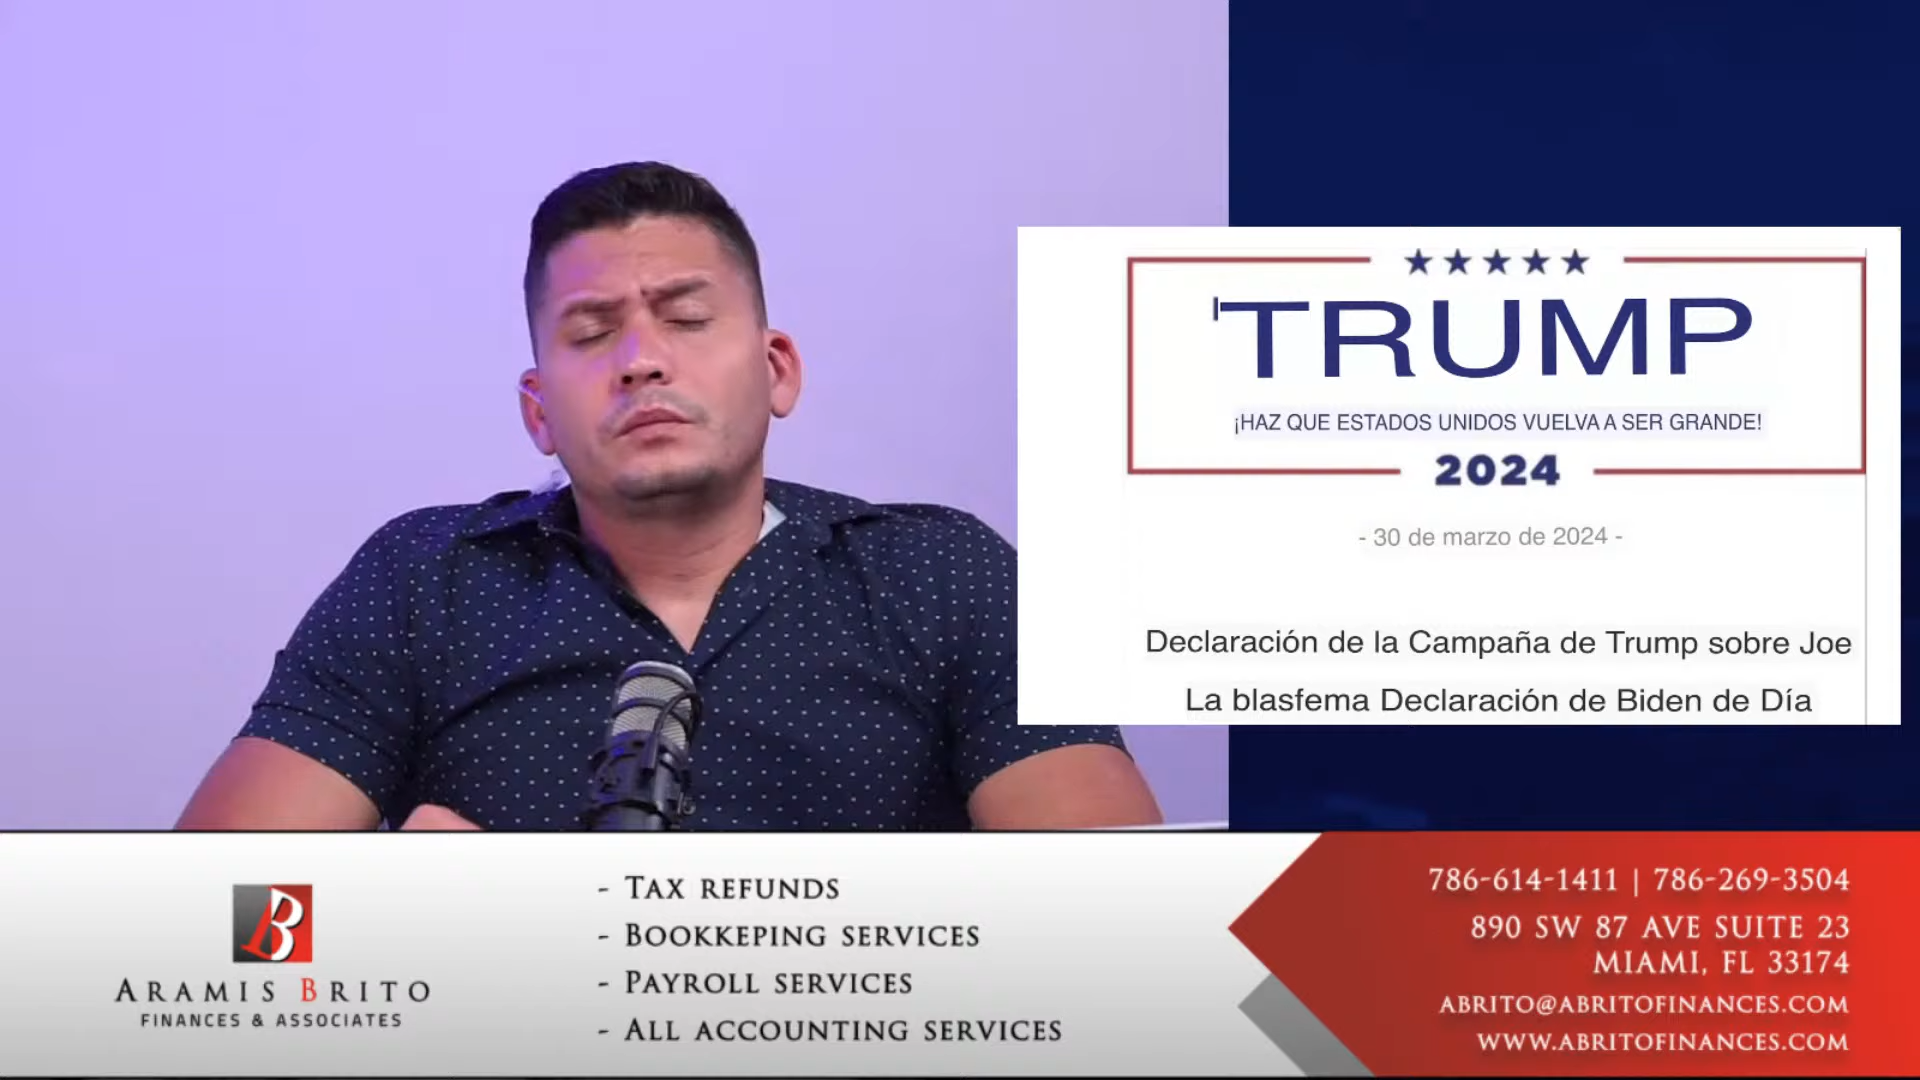 TRUMP
¡HAZ QUE ESTADOS UNIDOS VUELVA A SER GRANDE!
2024
- 30 de marzo de 2024 -
Declaración de la Campaña de Trump sobre Joe
La blasfema Declaración de Biden de Día
B
ARAMIS BRITO
FINANCES & ASSOCIATES
- TAX REFUNDS
- BOOKKEPING SERVICES
- PAYROLL SERVICES
- ALL ACCOUNTING SERVICES
786-614-1411 | 786-269-3504
890 SW 87 AVE SUITE 23
MIAMI, FL 33174
ABRITO@ABRITOFINANCES.COM
WWW.ABRITOFINANCES.COM